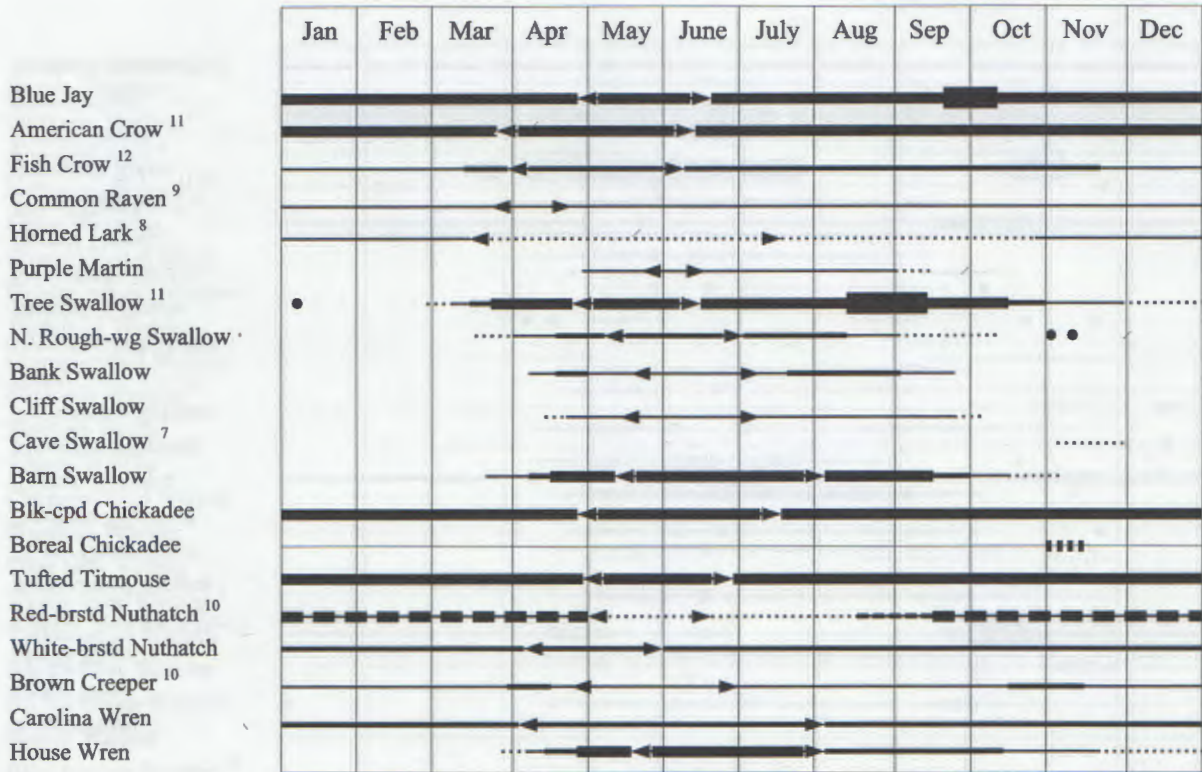 Jan Feb Mar Apr May June July Aug Sep Oct Nov Dec
Blue Jay
American Crow 11
Fish Crow 12
Common Raven 9
Horned Lark 8
Purple Martin
Tree Swallow 11
N. Rough-wg Swallow
Bank Swallow
Cliff Swallow
Cave Swallow 7
Barn Swallow
Blk-cpd Chickadee
Boreal Chickadee
Tufted Titmouse
Red-brstd Nuthatch 10
White-brstd Nuthatch
Brown Creeper 10
Carolina Wren
House Wren